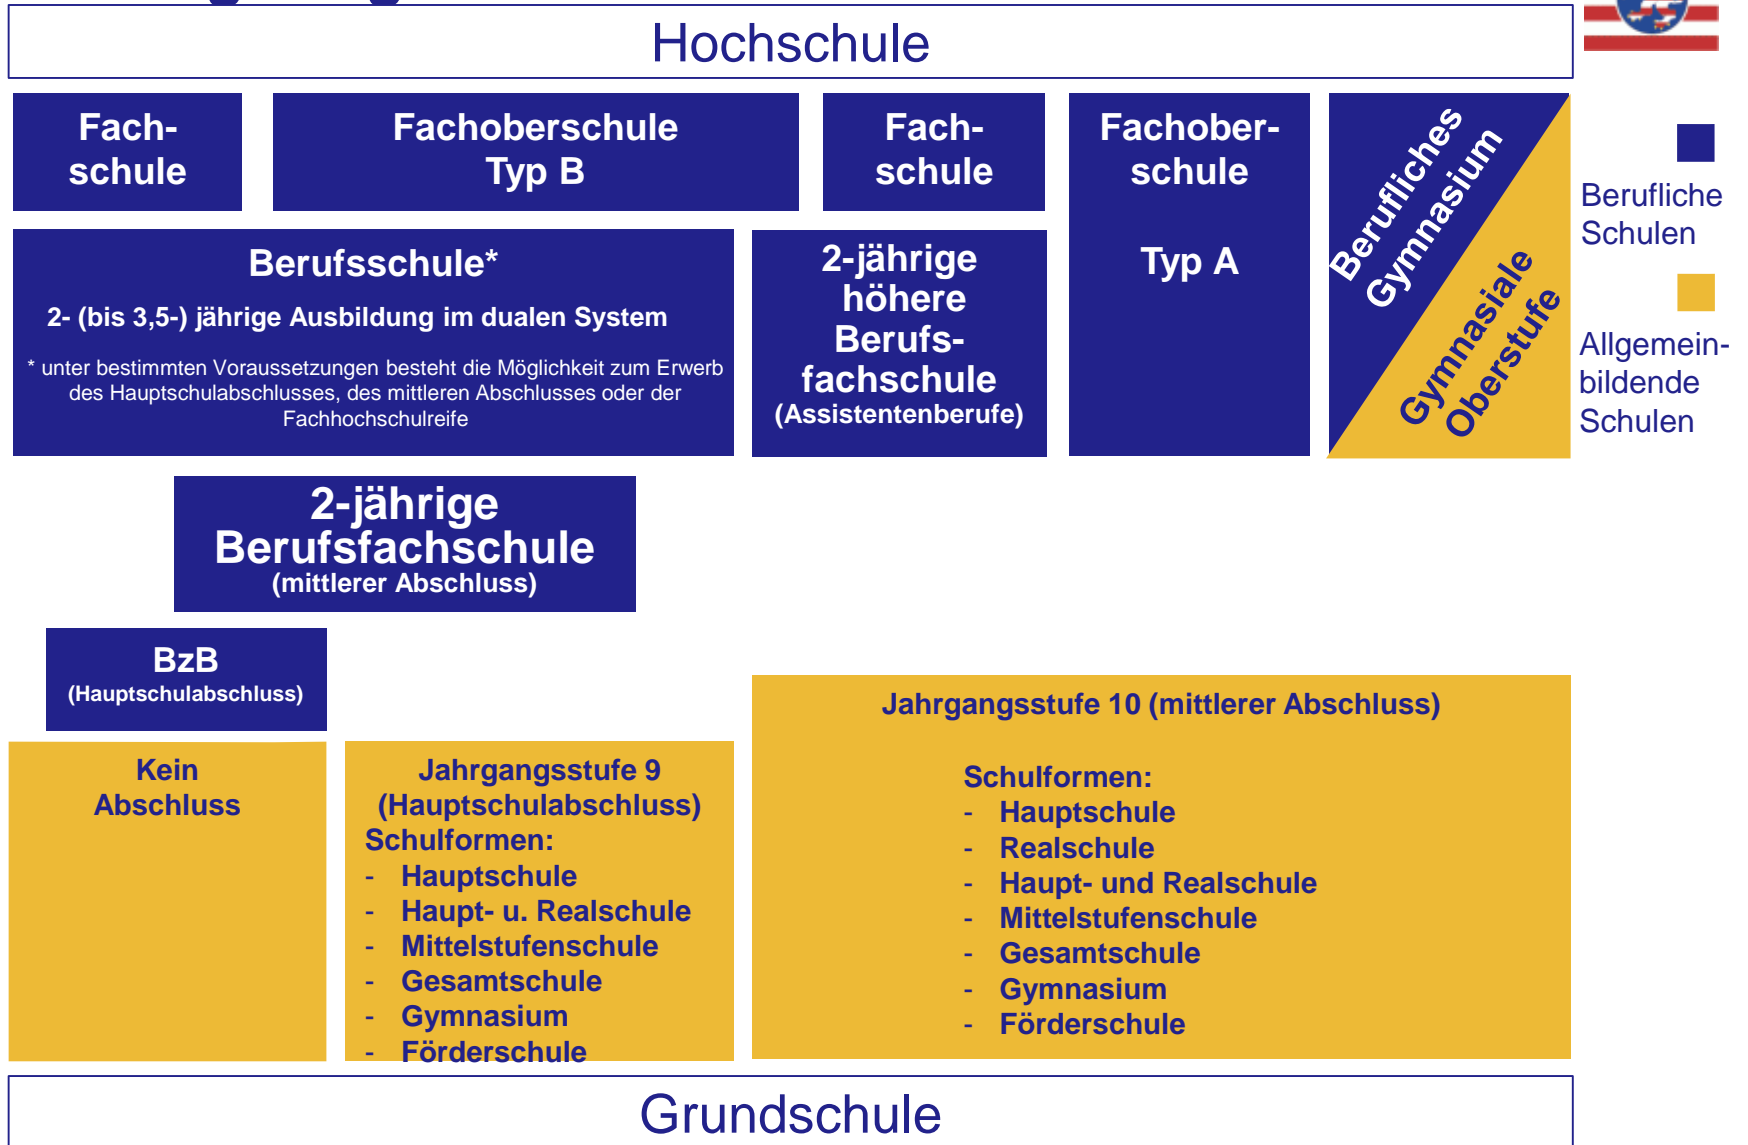 Hochschule
Fach-
schule
Fachoberschule
Typ B
Fach-
schule
Fachober-
schule
Typ A
Berufliches
Gymnasium
Gymnasiale
Oberstufe
Berufliche
Schulen
Allgemein-
bildende
Schulen
Berufsschule*
2- (bis 3,5-) jährige Ausbildung im dualen System
* unter bestimmten Voraussetzungen besteht die Möglichkeit zum Erwerb
des Hauptschulabschlusses, des mittleren Abschlusses oder der
Fachhochschulreife
2-jährige
höhere
Berufs-
fachschule
(Assistentenberufe)
2-jährige
Berufsfachschule
(mittlerer Abschluss)
BzB
(Hauptschulabschluss)
Kein
Abschluss
Jahrgangsstufe 9
(Hauptschulabschluss)
Schulformen:
- Hauptschule
- Haupt- u. Realschule
- Mittelstufenschule
- Gesamtschule
- Gymnasium
- Förderschule
Jahrgangsstufe 10 (mittlerer Abschluss)
Schulformen:
- Hauptschule
- Realschule
- Haupt- und Realschule
- Mittelstufenschule
- Gesamtschule
- Gymnasium
- Förderschule
Grundschule